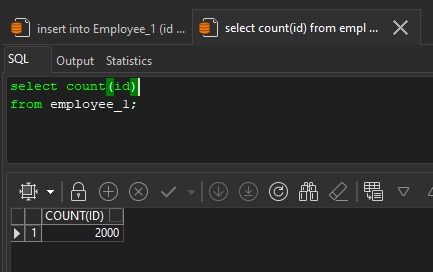 insert into Employee_1 (id ...
select count(id) from empl ...
SQL
Output
Statistics
select count(id)
from employee_1;
COUNT(ID)
1
2000